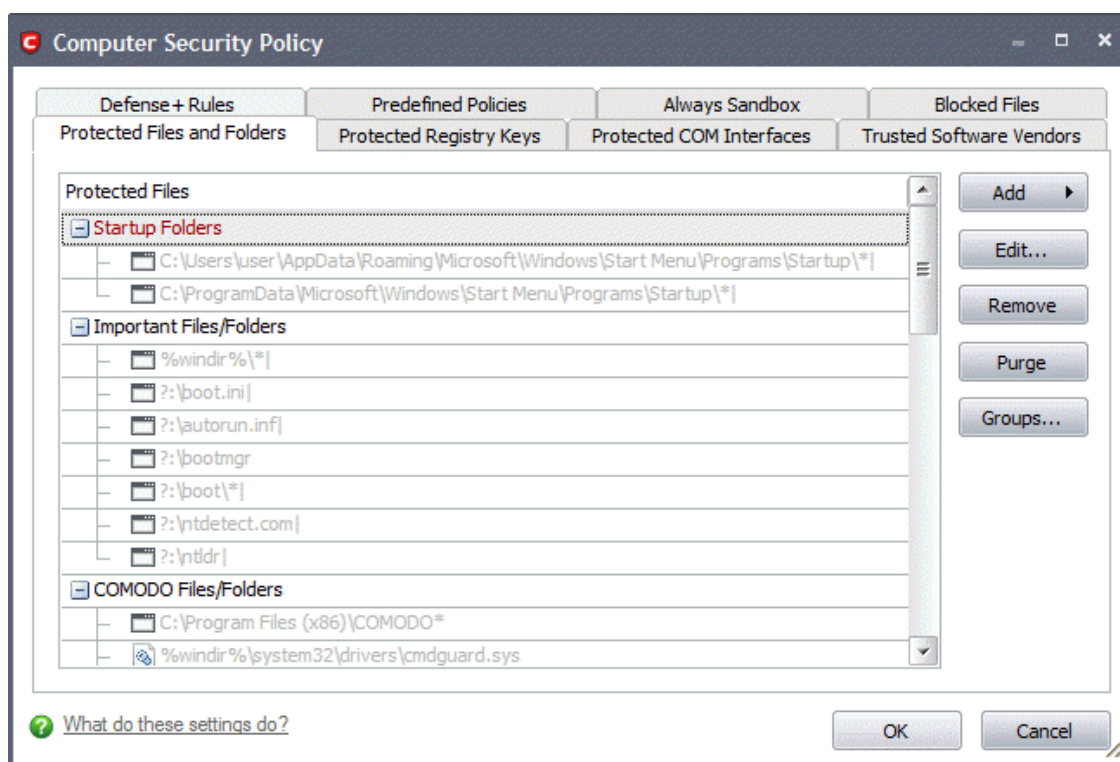 Computer Security Policy
Defense+ Rules
Predefined Policies
Always Sandbox
Blocked Files
Protected Files and Folders
Protected Registry Keys
Protected COM Interfaces
Trusted Software Vendors
Protected Files
Startup Folders
C:\Users\user\AppData\Roaming\Microsoft\Windows\Start Menu\Programs\Startup\*|
C:\ProgramData\Microsoft\Windows\Start Menu\Programs\Startup\*|
Important Files/Folders
%windir%\*|
?:\boot.ini|
?:\autorun.inf|
?:\bootmgr
?:\boot\*|
?:\ntdetect.com|
?:\ntldr|
COMODO Files/Folders
C:\Program Files (x86)\COMODO*
%windir%\system32\drivers\cmdguard.sys
Add
Edit...
Remove
Purge
Groups...
What do these settings do?
OK
Cancel